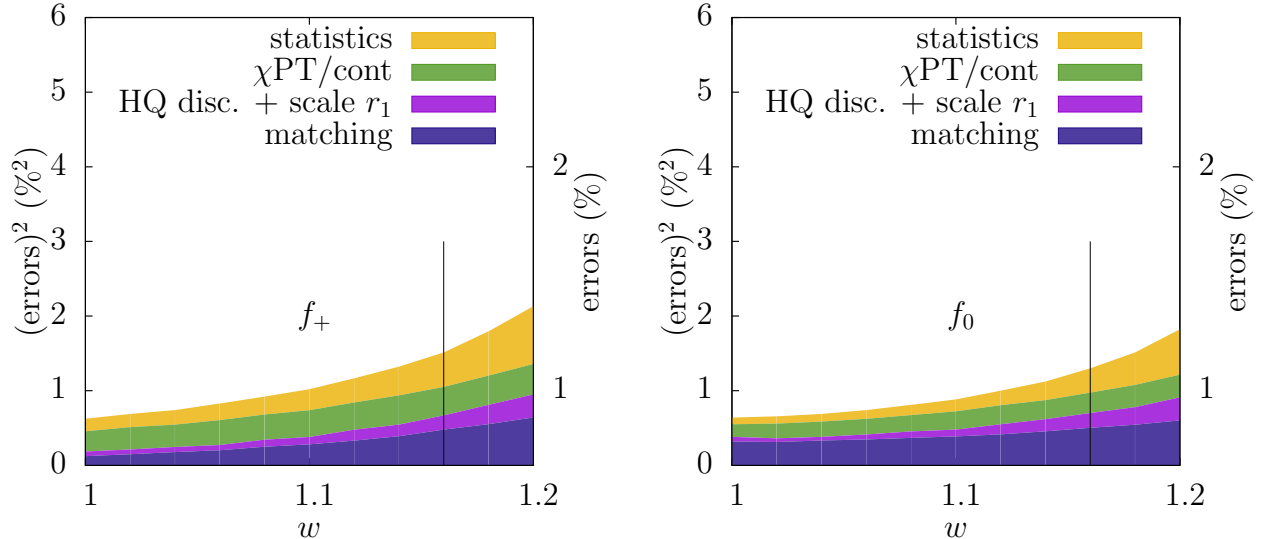 6
5
4
3
2
1
0
(errors)² (%²)
statistics
χPT/cont
HQ disc. + scale r₁
matching
f₊
2
1
errors (%)
1
1.1
1.2
w
6
5
4
3
2
1
0
(errors)² (%²)
statistics
χPT/cont
HQ disc. + scale r₁
matching
f₀
2
1
errors (%)
1
1.1
1.2
w